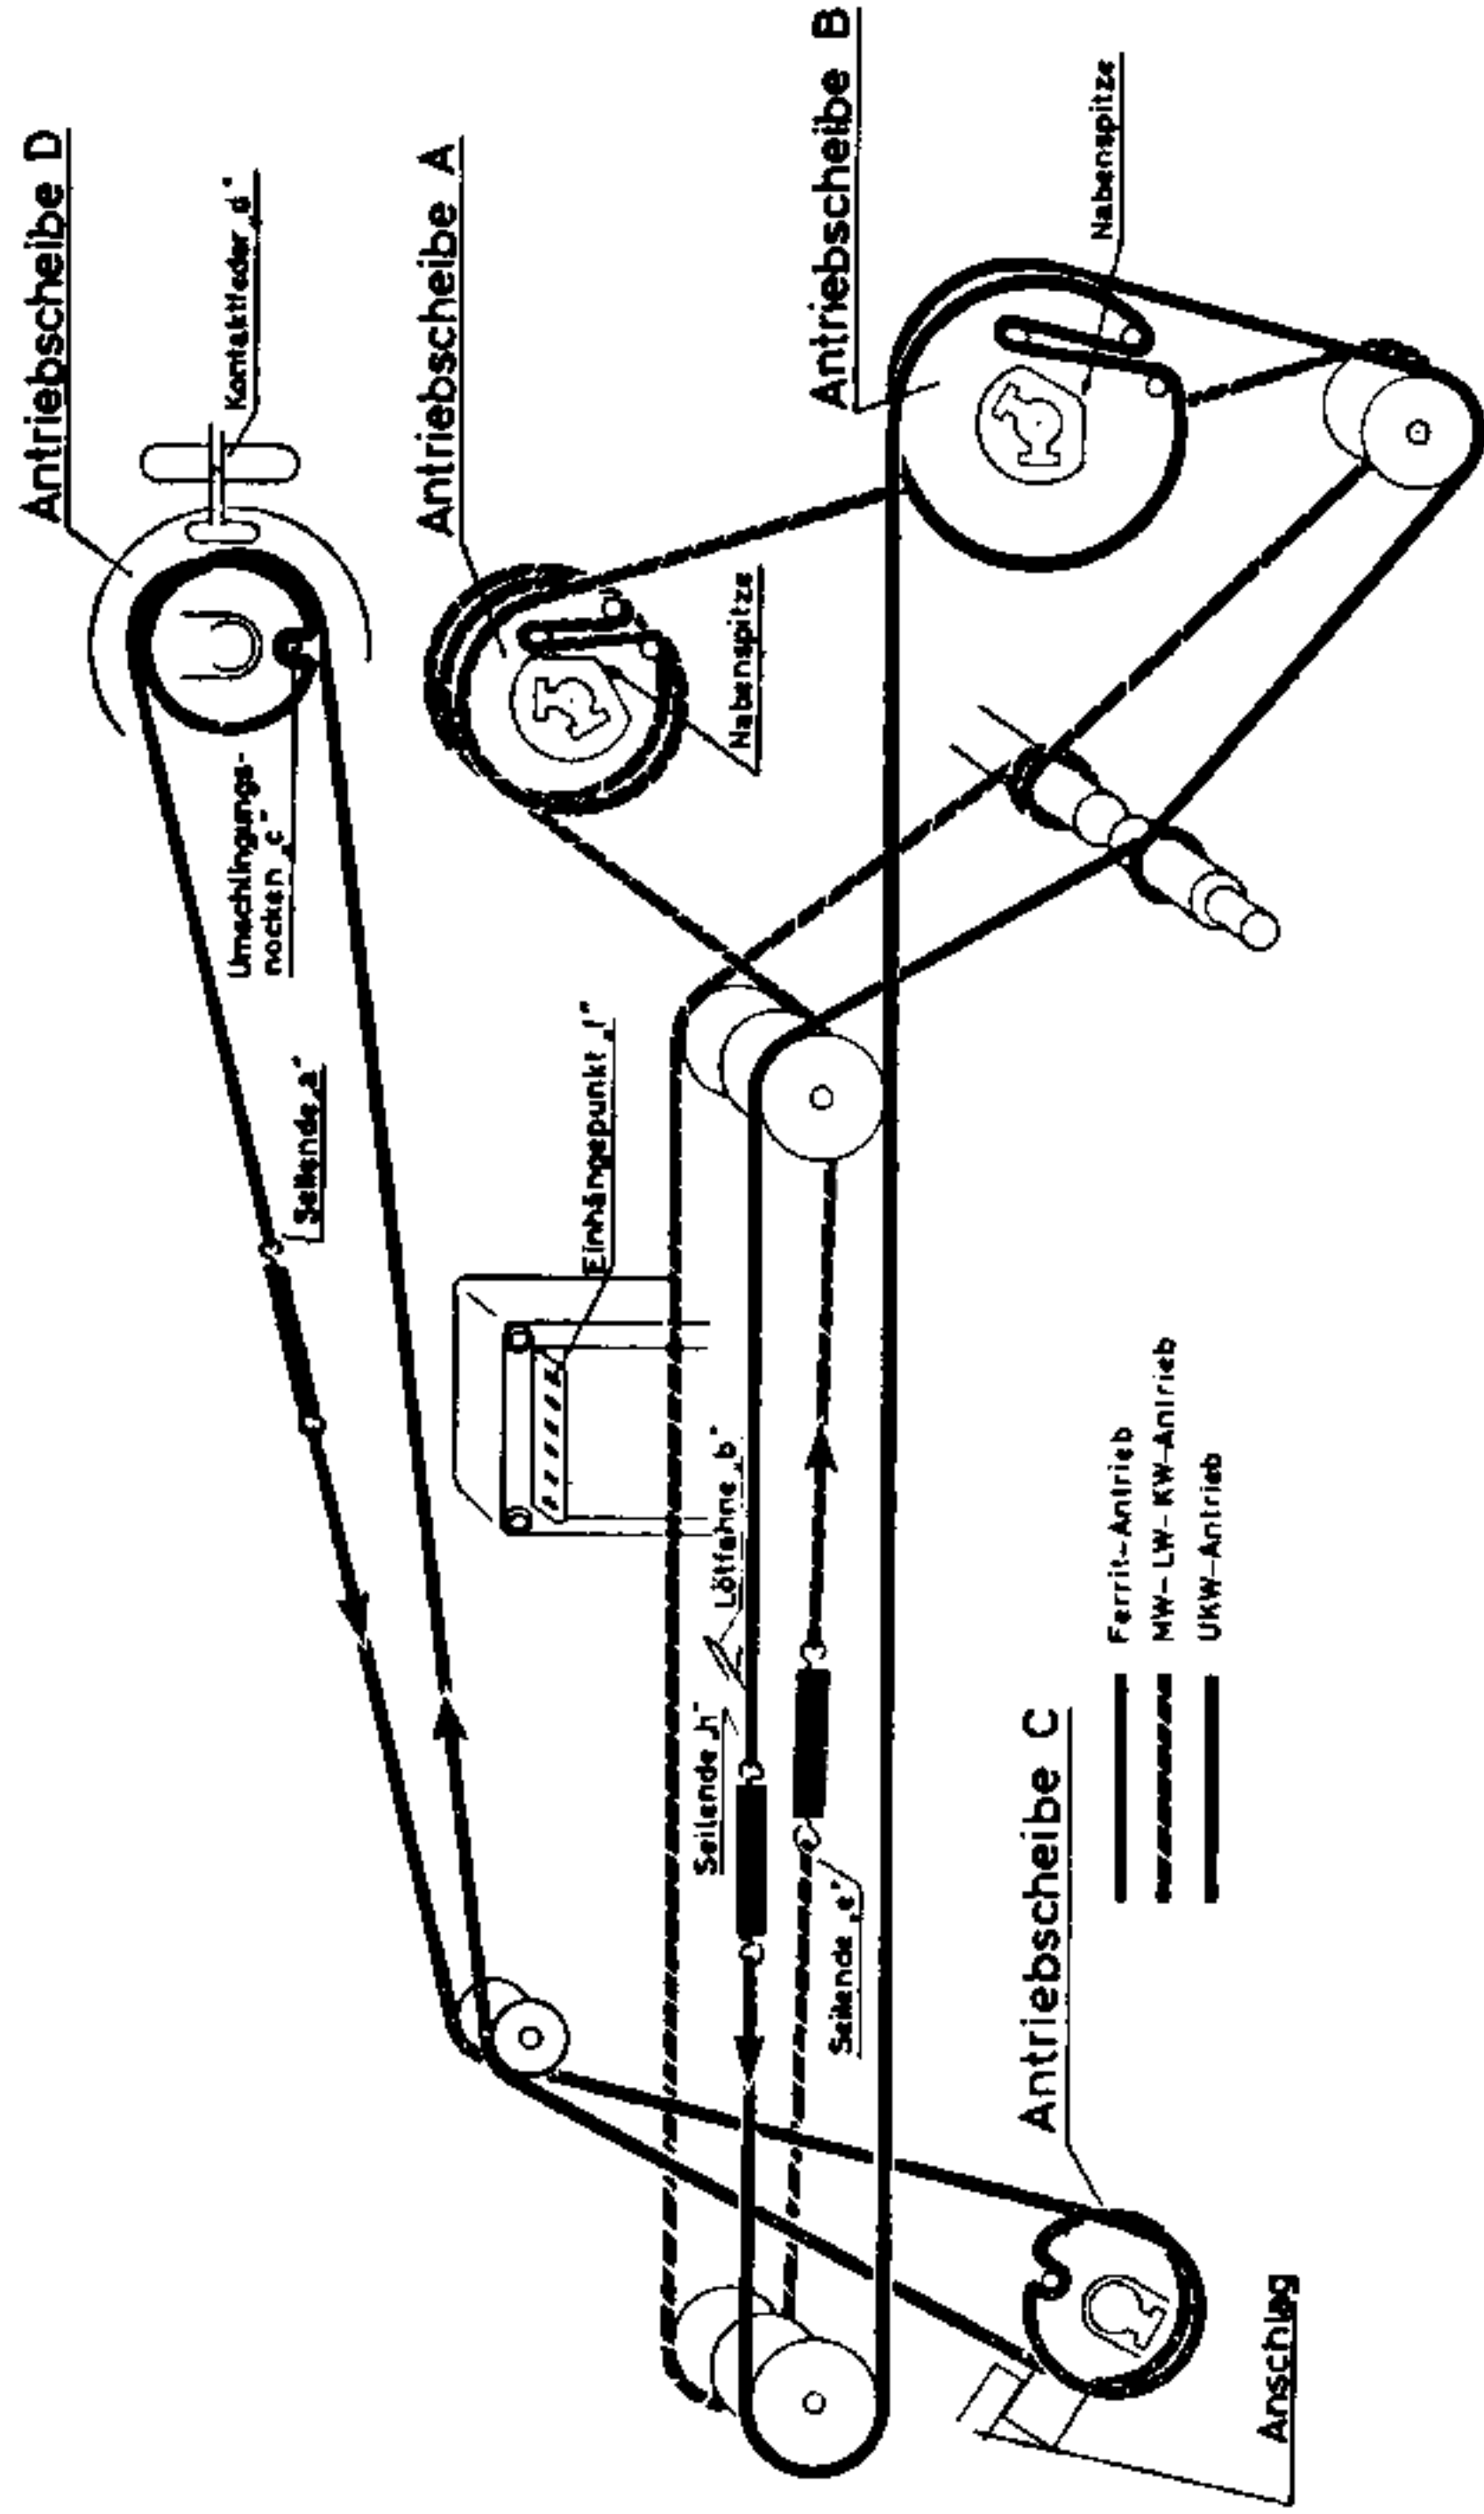 Antriebscheibe D
Kontaktfeder „d“
Antriebscheibe A
Antriebscheibe B
Nabenspitze
Umschlingungs-
nocken „c“
Nabenspitze
Seilende „a“
Einhängepunkt „f“
Lötfahne „b“
Seilende „h“
Seilende „e“
Antriebscheibe C
Ferrit-Antrieb
MW-LW-KW-Antrieb
UKW-Antrieb
Anschlag